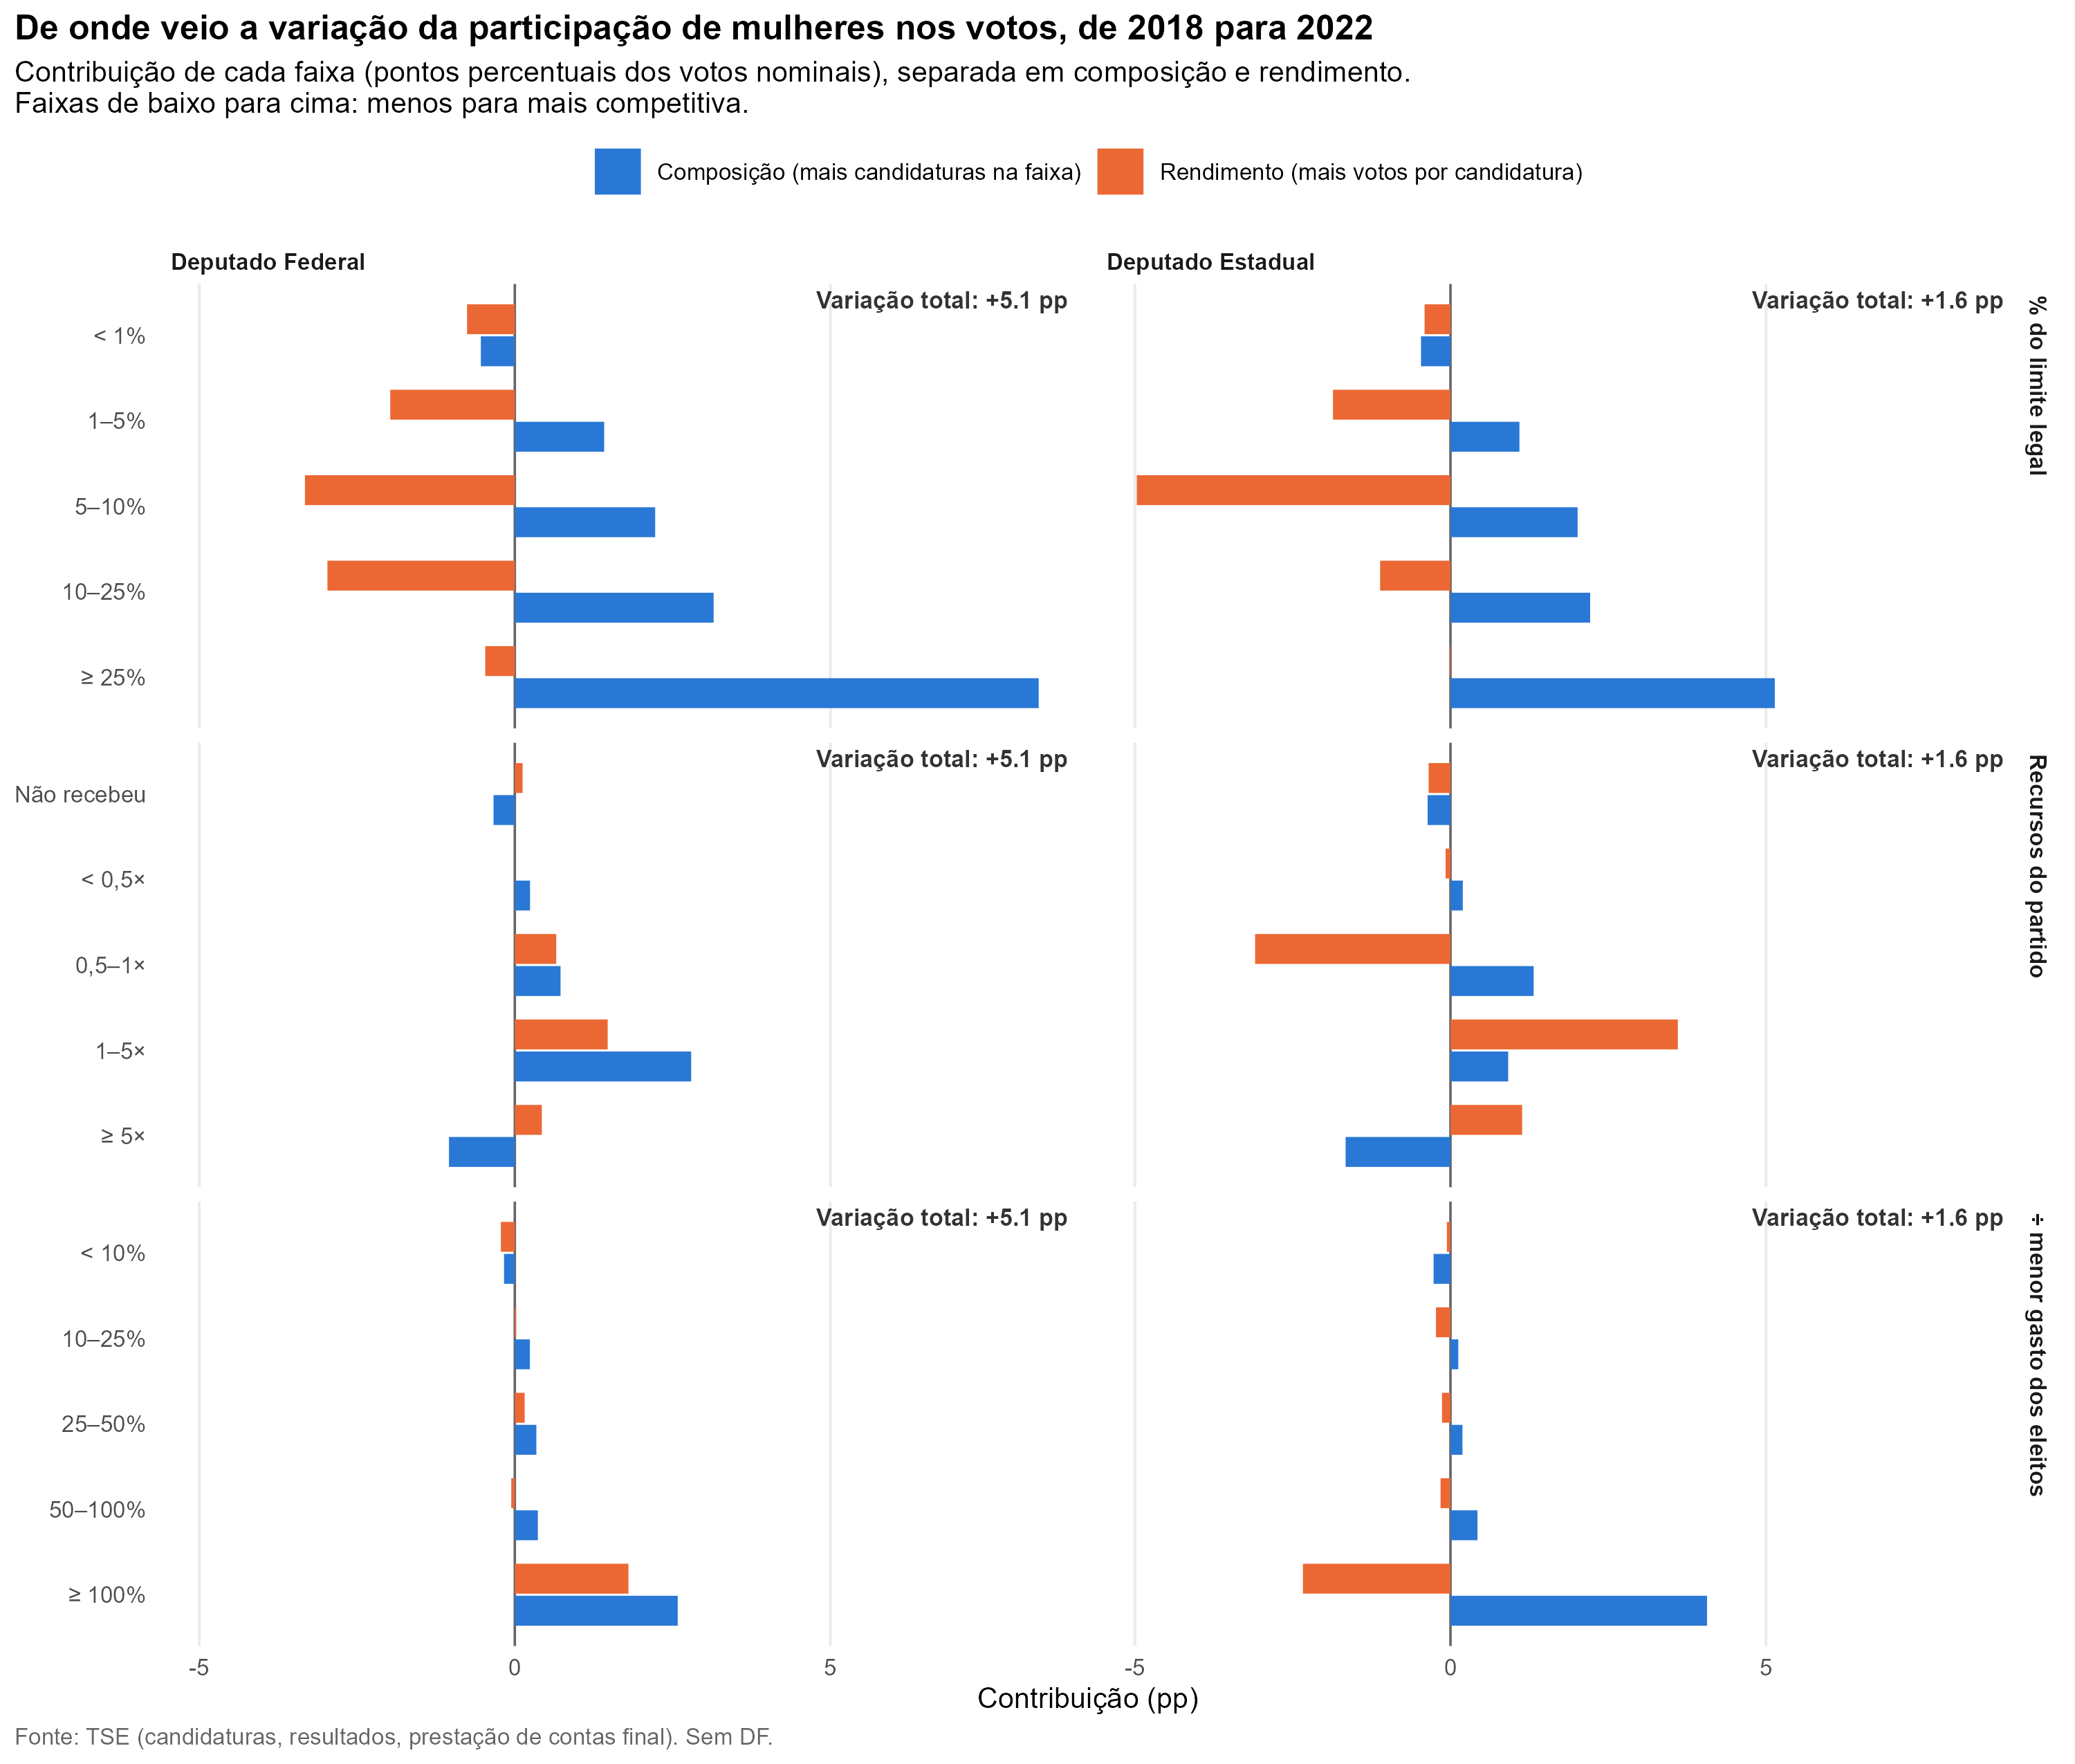 De onde veio a variação da participação de mulheres nos votos, de 2018 para 2022
Contribuição de cada faixa (pontos percentuais dos votos nominais), separada em composição e rendimento.
Faixas de baixo para cima: menos para mais competitiva.
Composição (mais candidaturas na faixa)
Rendimento (mais votos por candidatura)
Deputado Federal
Deputado Estadual
Variação total: +5.1 pp
Variação total: +1.6 pp
% do limite legal
< 1%
1–5%
5–10%
10–25%
≥ 25%
Variação total: +5.1 pp
Variação total: +1.6 pp
Recursos do partido
Não recebeu
< 0,5×
0,5–1×
1–5×
≥ 5×
Variação total: +5.1 pp
Variação total: +1.6 pp
÷ menor gasto dos eleitos
< 10%
10–25%
25–50%
50–100%
≥ 100%
-5 0 5 -5 0 5
Contribuição (pp)
Fonte: TSE (candidaturas, resultados, prestação de contas final). Sem DF.